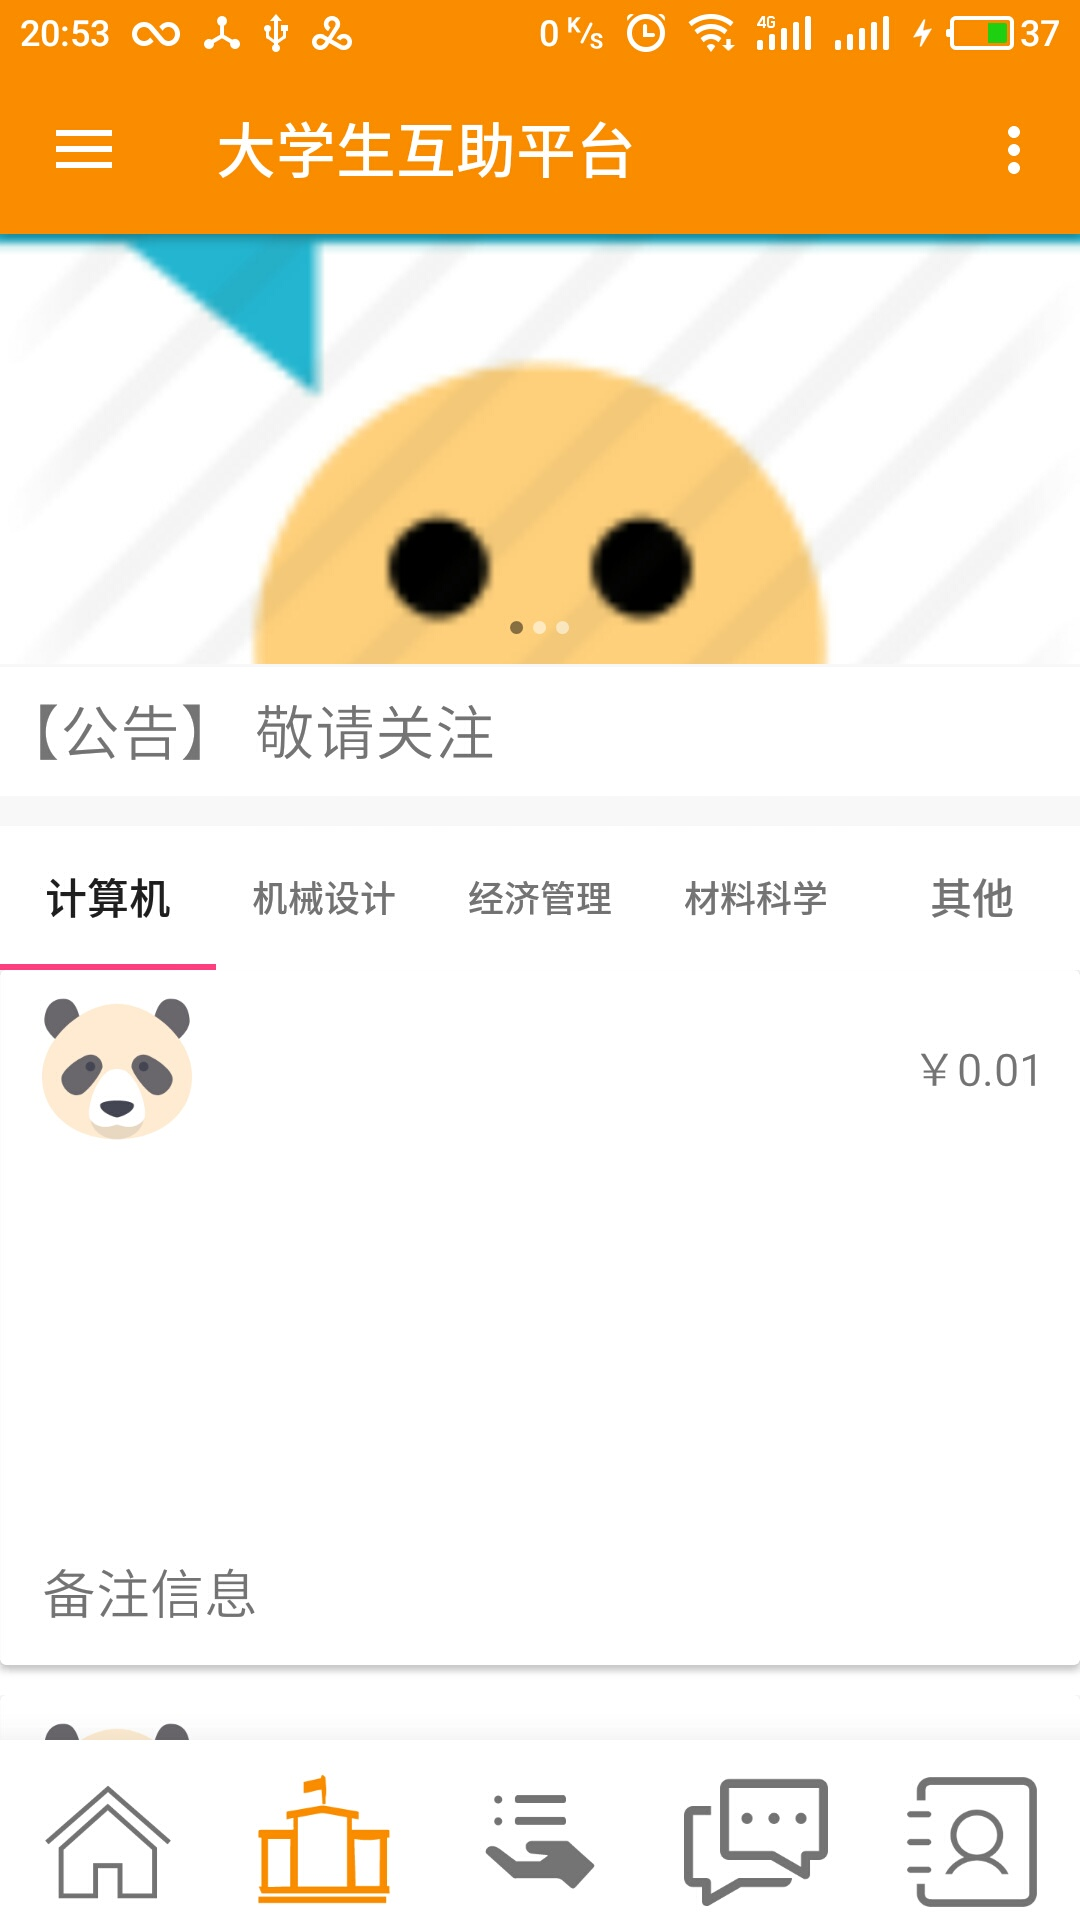 20:53 0 K/s 4G 37
大学生互助平台
【公告】 敬请关注
计算机 机械设计 经济管理 材料科学 其他
￥0.01
备注信息